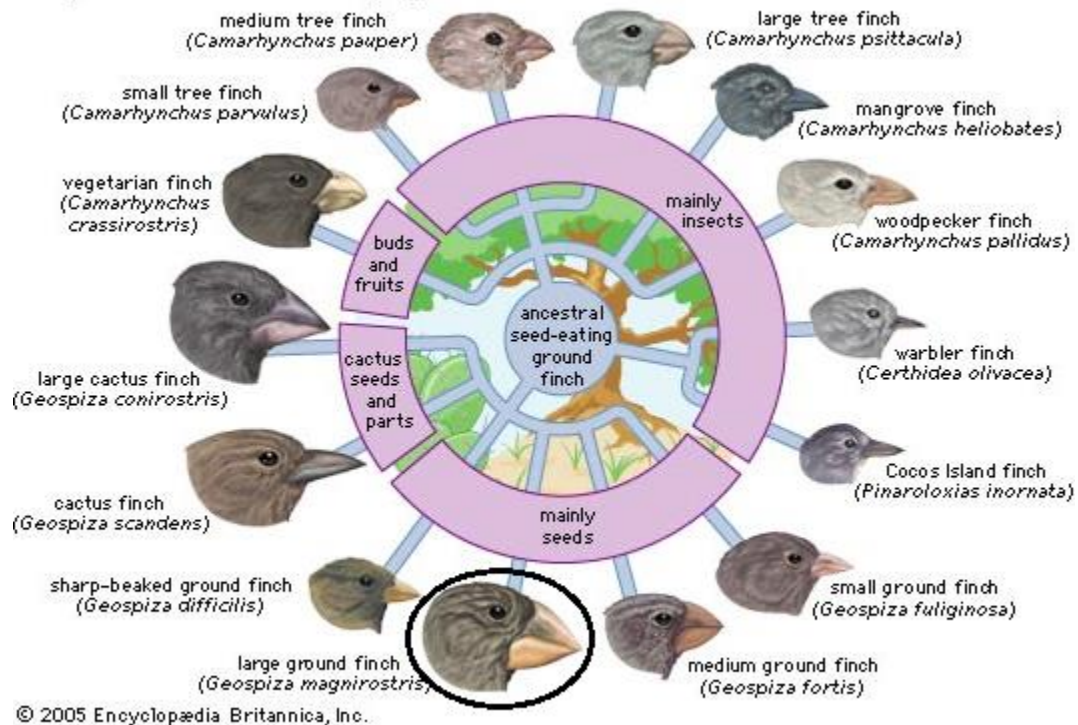 medium tree finch
(Camarhynchus pauper)
large tree finch
(Camarhynchus psittacula)
small tree finch
(Camarhynchus parvulus)
mangrove finch
(Camarhynchus heliobates)
vegetarian finch
(Camarhynchus
crassirostris)
buds
and
fruits
mainly
insects
woodpecker finch
(Camarhynchus pallidus)
ancestral
seed-eating
ground
finch
large cactus finch
(Geospiza conirostris)
cactus
seeds
and
parts
warbler finch
(Certhidea olivacea)
cactus finch
(Geospiza scandens)
mainly
seeds
Cocos Island finch
(Pinaroloxias inornata)
sharp-beaked ground finch
(Geospiza difficilis)
small ground finch
(Geospiza fuliginosa)
large ground finch
(Geospiza magnirostris)
medium ground finch
(Geospiza fortis)
© 2005 Encyclopædia Britannica, Inc.